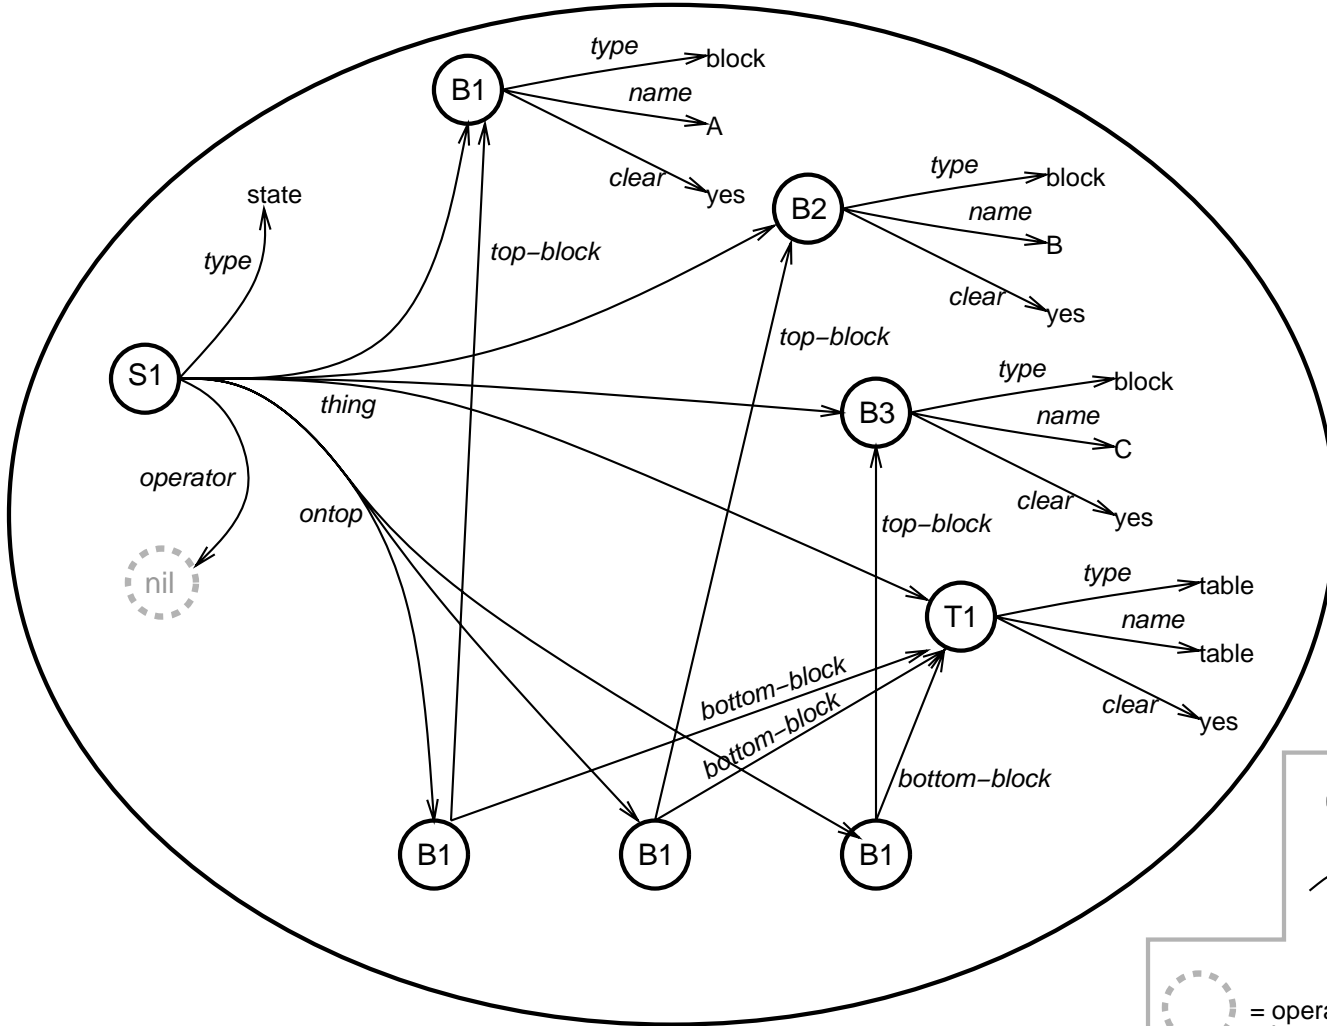 type
block
B1
name
A
clear
yes
type
block
B2
name
B
clear
yes
state
type
top−block
top−block
S1
thing
type
block
B3
name
C
clear
yes
operator
ontop
top−block
nil
type
table
T1
name
table
clear
yes
bottom−block
bottom−block
bottom−block
B1
B1
B1